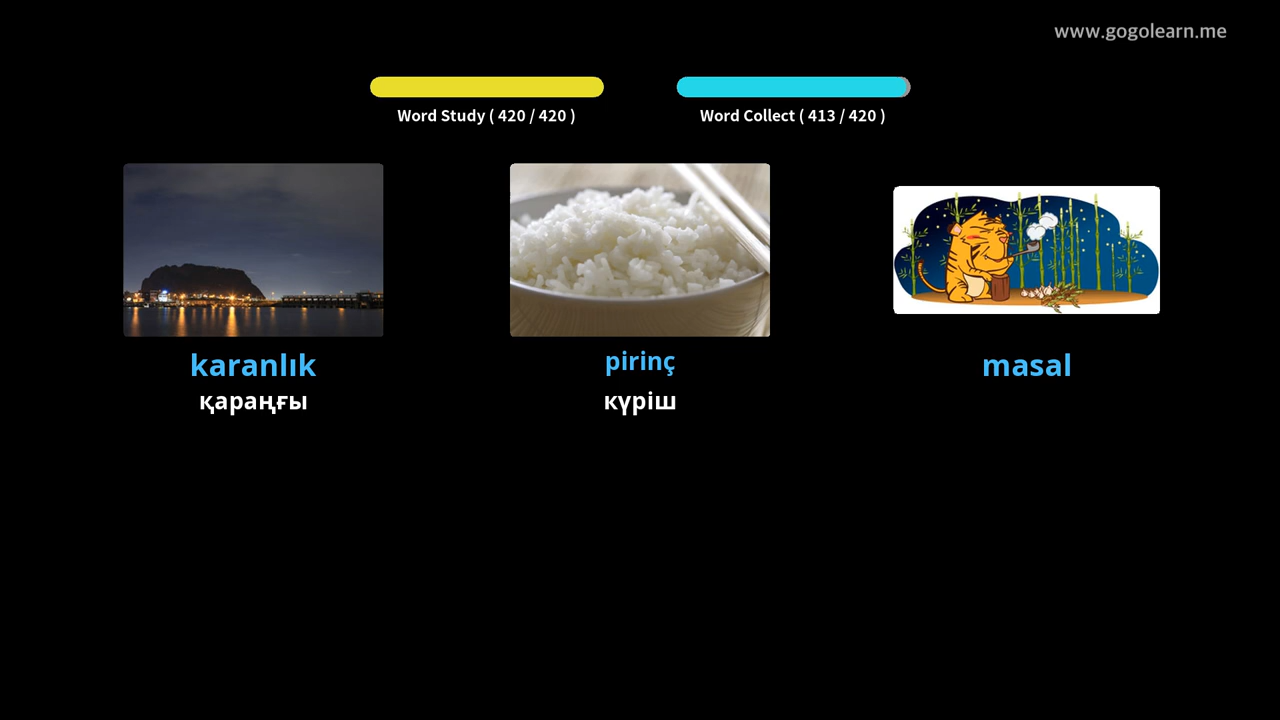 www.gogolearn.me
Word Study ( 420 / 420 )
Word Collect ( 413 / 420 )
karanlık
қараңғы
pirinç
күріш
masal